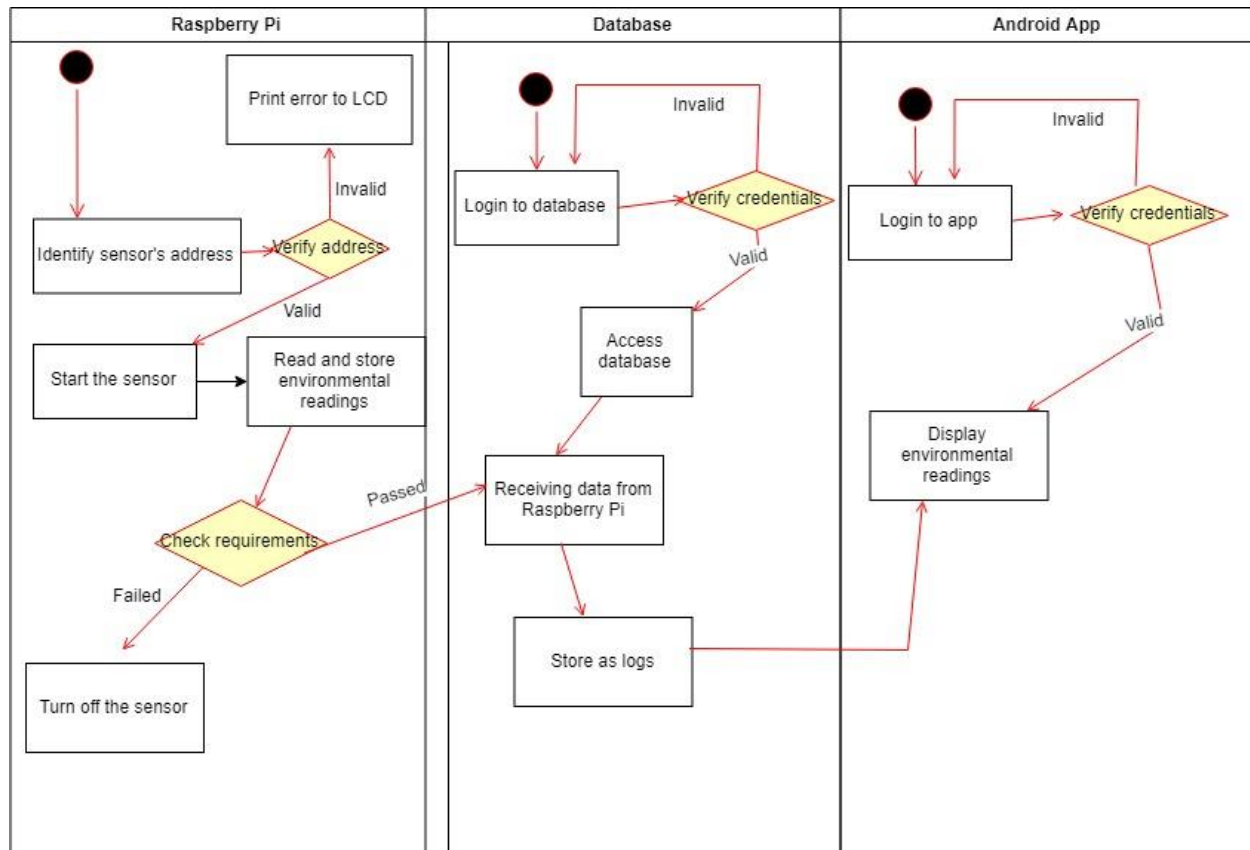 Raspberry Pi
Database
Android App
Print error to LCD
Invalid
Identify sensor's address
Verify address
Valid
Start the sensor
Read and store
environmental
readings
Check requirements
Passed
Failed
Turn off the sensor
Invalid
Login to database
Verify credentials
Valid
Access
database
Receiving data from
Raspberry Pi
Store as logs
Invalid
Login to app
Verify credentials
Valid
Display
environmental
readings